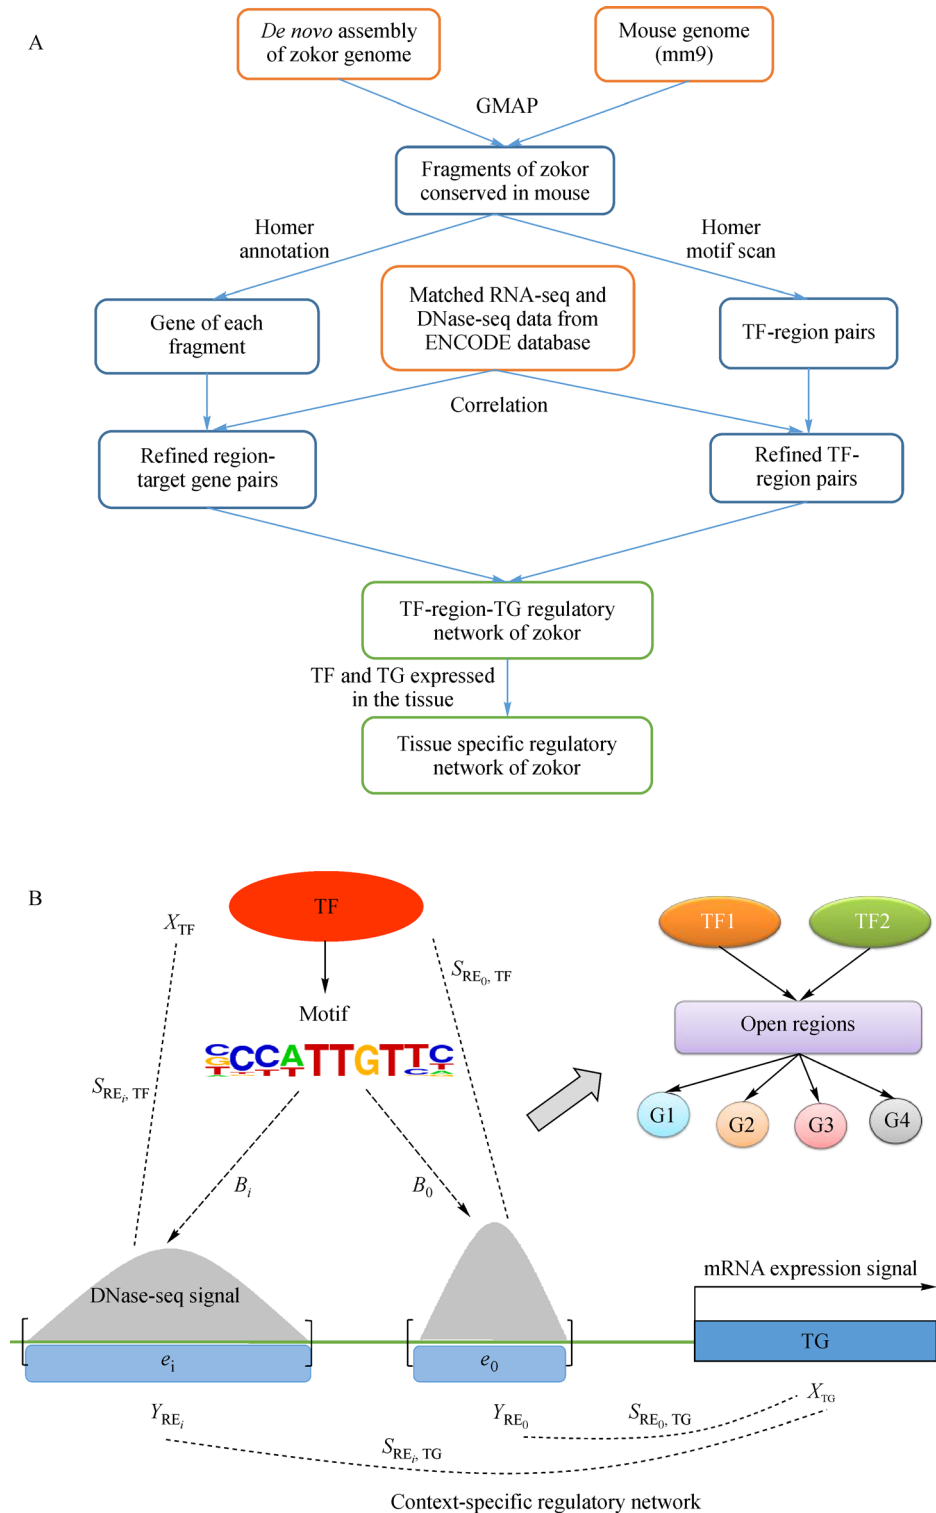 A
De novo assembly
of zokor genome
Mouse genome
(mm9)
GMAP
Fragments of zokor
conserved in mouse
Homer
annotation
Homer
motif scan
Gene of each
fragment
Matched RNA-seq and
DNase-seq data from
ENCODE database
TF-region pairs
Correlation
Refined region-
target gene pairs
Refined TF-
region pairs
TF-region-TG regulatory
network of zokor
TF and TG expressed
in the tissue
Tissue specific regulatory
network of zokor
B
TF
X_TF
S_RE0, TF
Motif
CCCATTGTTC
S_REi, TF
B_i
B_0
TF1
TF2
Open regions
G1
G2
G3
G4
DNase-seq signal
mRNA expression signal
e_i
e_0
TG
Y_REi
Y_RE0
S_RE0, TG
X_TG
S_REi, TG
Context-specific regulatory network